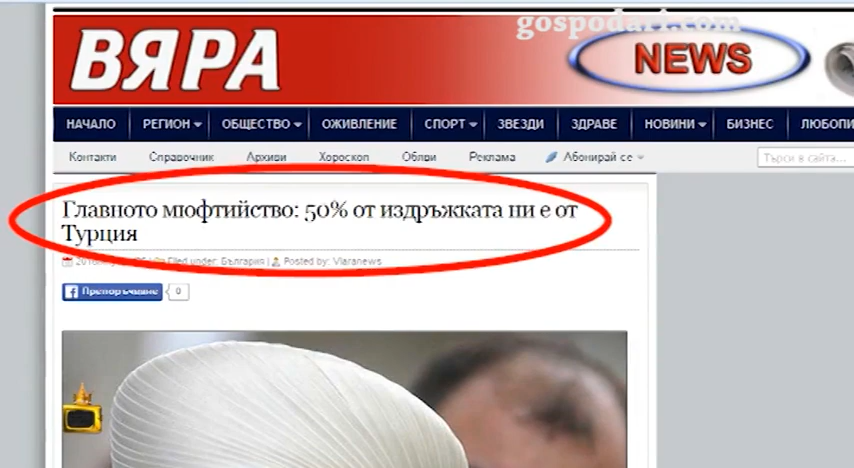 gospodari.com
ВЯРА
NEWS
НАЧАЛО РЕГИОН ОБЩЕСТВО ОЖИВЛЕНИЕ СПОРТ ЗВЕЗДИ ЗДРАВЕ НОВИНИ БИЗНЕС ЛЮБОПИ
Контакти Справочник Архиви Хороскоп Обяви Реклама Абонирай се Търси в сайта...
Главното мюфтийство: 50% от издръжката ни е от
Турция
Filed under: България | Posted by: Viaranews
Препоръчване 0